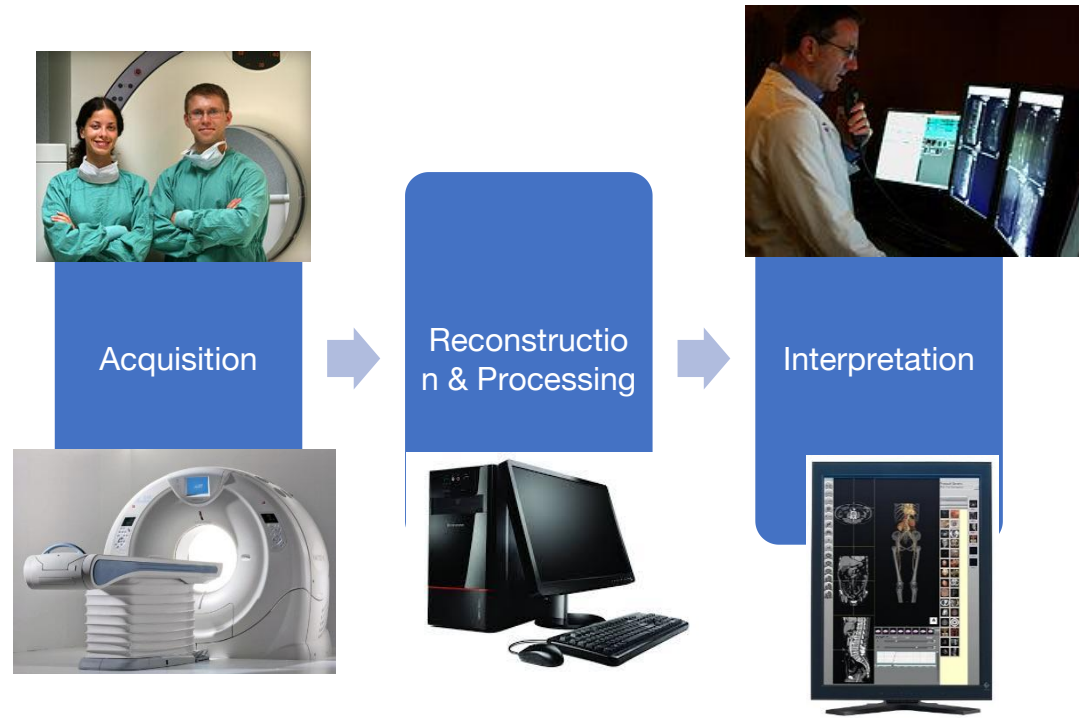 Acquisition
Reconstructio
n & Processing
Interpretation